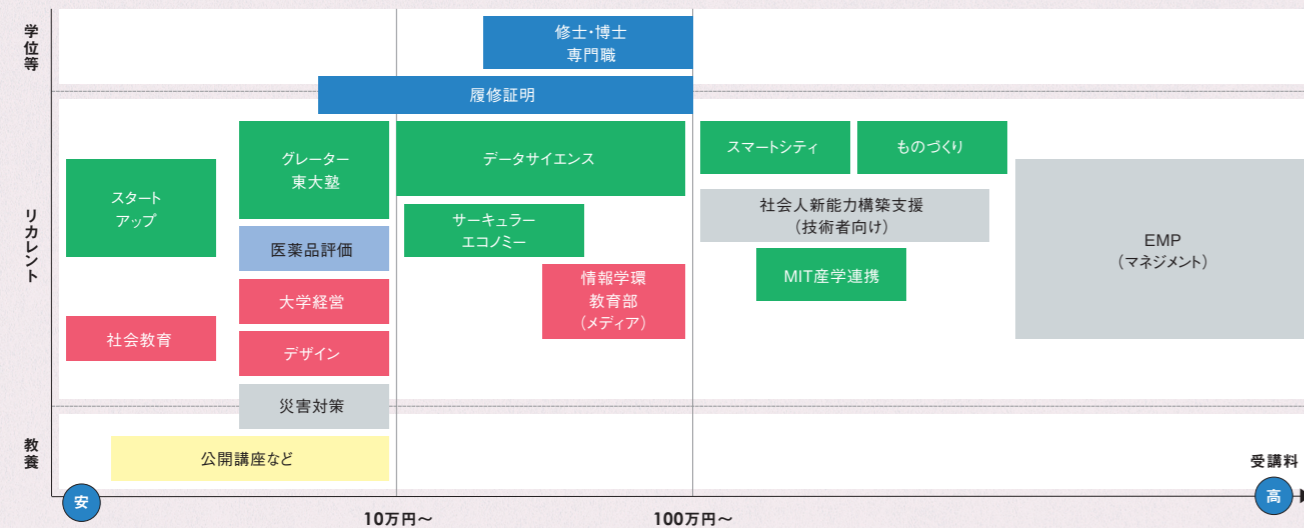 学位等
修士・博士
専門職
履修証明
リカレント
スタート
アップ
グレーター
東大塾
データサイエンス
スマートシティ
ものづくり
サーキュラー
エコノミー
社会人新能力構築支援
（技術者向け）
医薬品評価
EMP
（マネジメント）
情報学環
教育部
（メディア）
MIT産学連携
大学経営
社会教育
デザイン
災害対策
教養
公開講座など
受講料
安
高
10万円～
100万円～